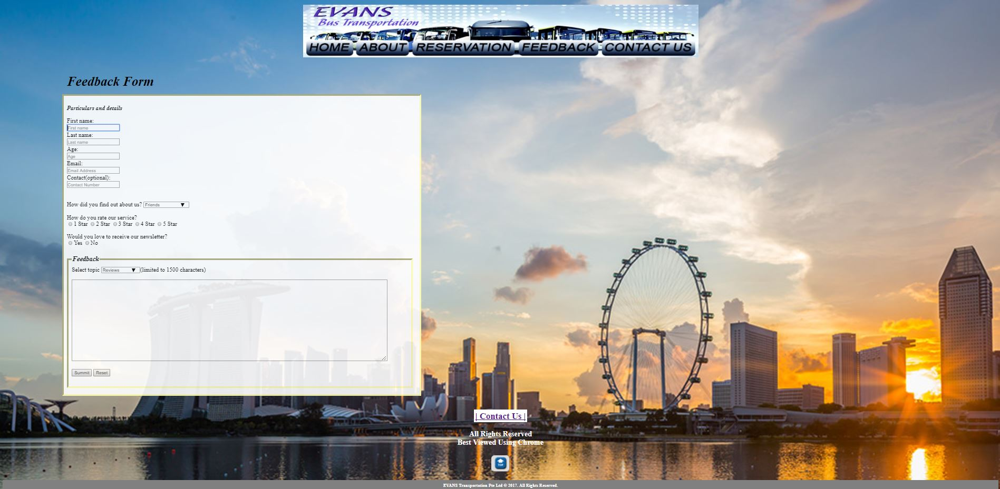 EVANS
Bus Transportation
HOME ABOUT RESERVATION FEEDBACK CONTACT US
Feedback Form
Particulars and details
First name:
First name
Last name:
Last name
Age:
Age
Email:
Email Address
Contact(optional):
Contact Number
How did you find out about us? Friends
How do you rate our service?
1 Star 2 Star 3 Star 4 Star 5 Star
Would you love to receive our newsletter?
Yes No
Feedback
Select topic Reviews (limited to 1500 characters)
Summit Reset
| Contact Us |
All Rights Reserved
Best Viewed Using Chrome
TOP
EVANS Transportation Pte Ltd © 2017. All Rights Reserved.